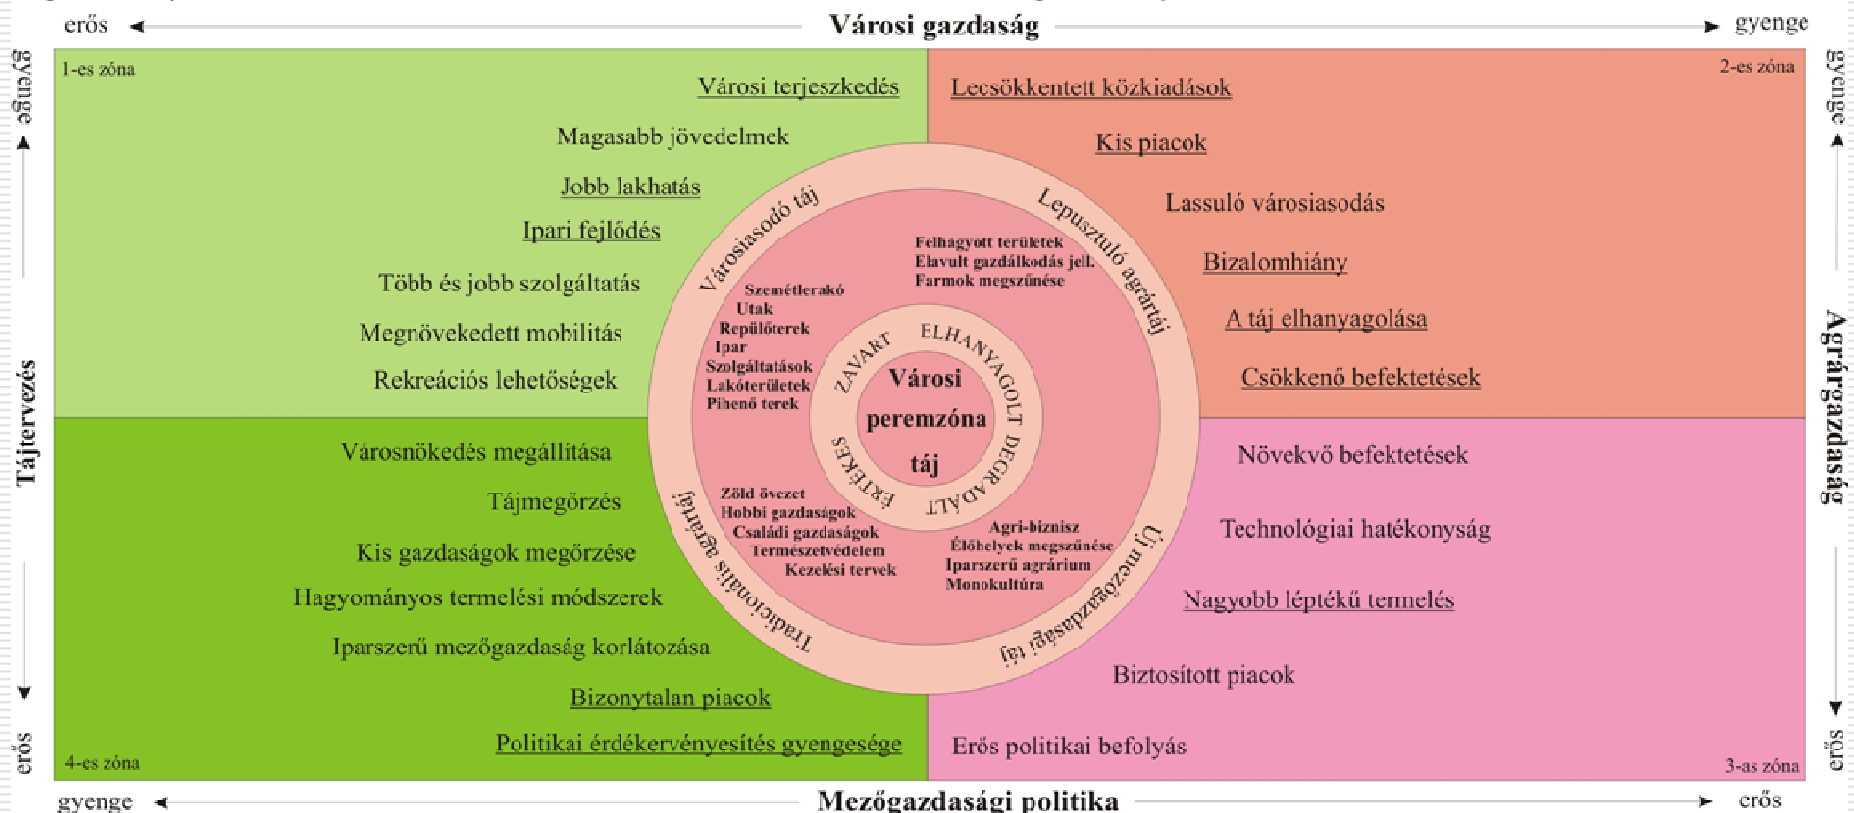 erős
Városi gazdaság
gyenge
gyenge
Tájtervezés
erős
gyenge
Agrárgazdaság
erős
1-es zóna
Városi terjeszkedés
Magasabb jövedelmek
Jobb lakhatás
Ipari fejlődés
Több és jobb szolgáltatás
Megnövekedett mobilitás
Rekreációs lehetőségek
2-es zóna
Lecsökkentett közkiadások
Kis piacok
Lassuló városiasodás
Bizalomhiány
A táj elhanyagolása
Csökkenő befektetések
Városiasodó táj
Lepusztuló agrártáj
Felhagyott területek
Elavult gazdálkodás jell.
Farmok megszűnése
Szemétlerakó
Utak
Repülőterek
Ipar
Szolgáltatások
Lakóterületek
Pihenő terek
ZAVART
ELHANYAGOLT
DEGRADÁLT
ÉRTÉKES
Városi
peremzóna
táj
Zöld övezet
Hobbi gazdaságok
Családi gazdaságok
Természetvédelem
Kezelési tervek
Agri-biznisz
Élőhelyek megszűnése
Iparszerű agrárium
Monokultúra
Tradicionális agrártáj
Új mezőgazdasági táj
Városnökedés megállítása
Tájmegőrzés
Kis gazdaságok megőrzése
Hagyományos termelési módszerek
Iparszerű mezőgazdaság korlátozása
Bizonytalan piacok
Politikai érdékervényesítés gyengesége
4-es zóna
Növekvő befektetések
Technológiai hatékonyság
Nagyobb léptékű termelés
Biztosított piacok
Erős politikai befolyás
3-as zóna
gyenge
Mezőgazdasági politika
erős